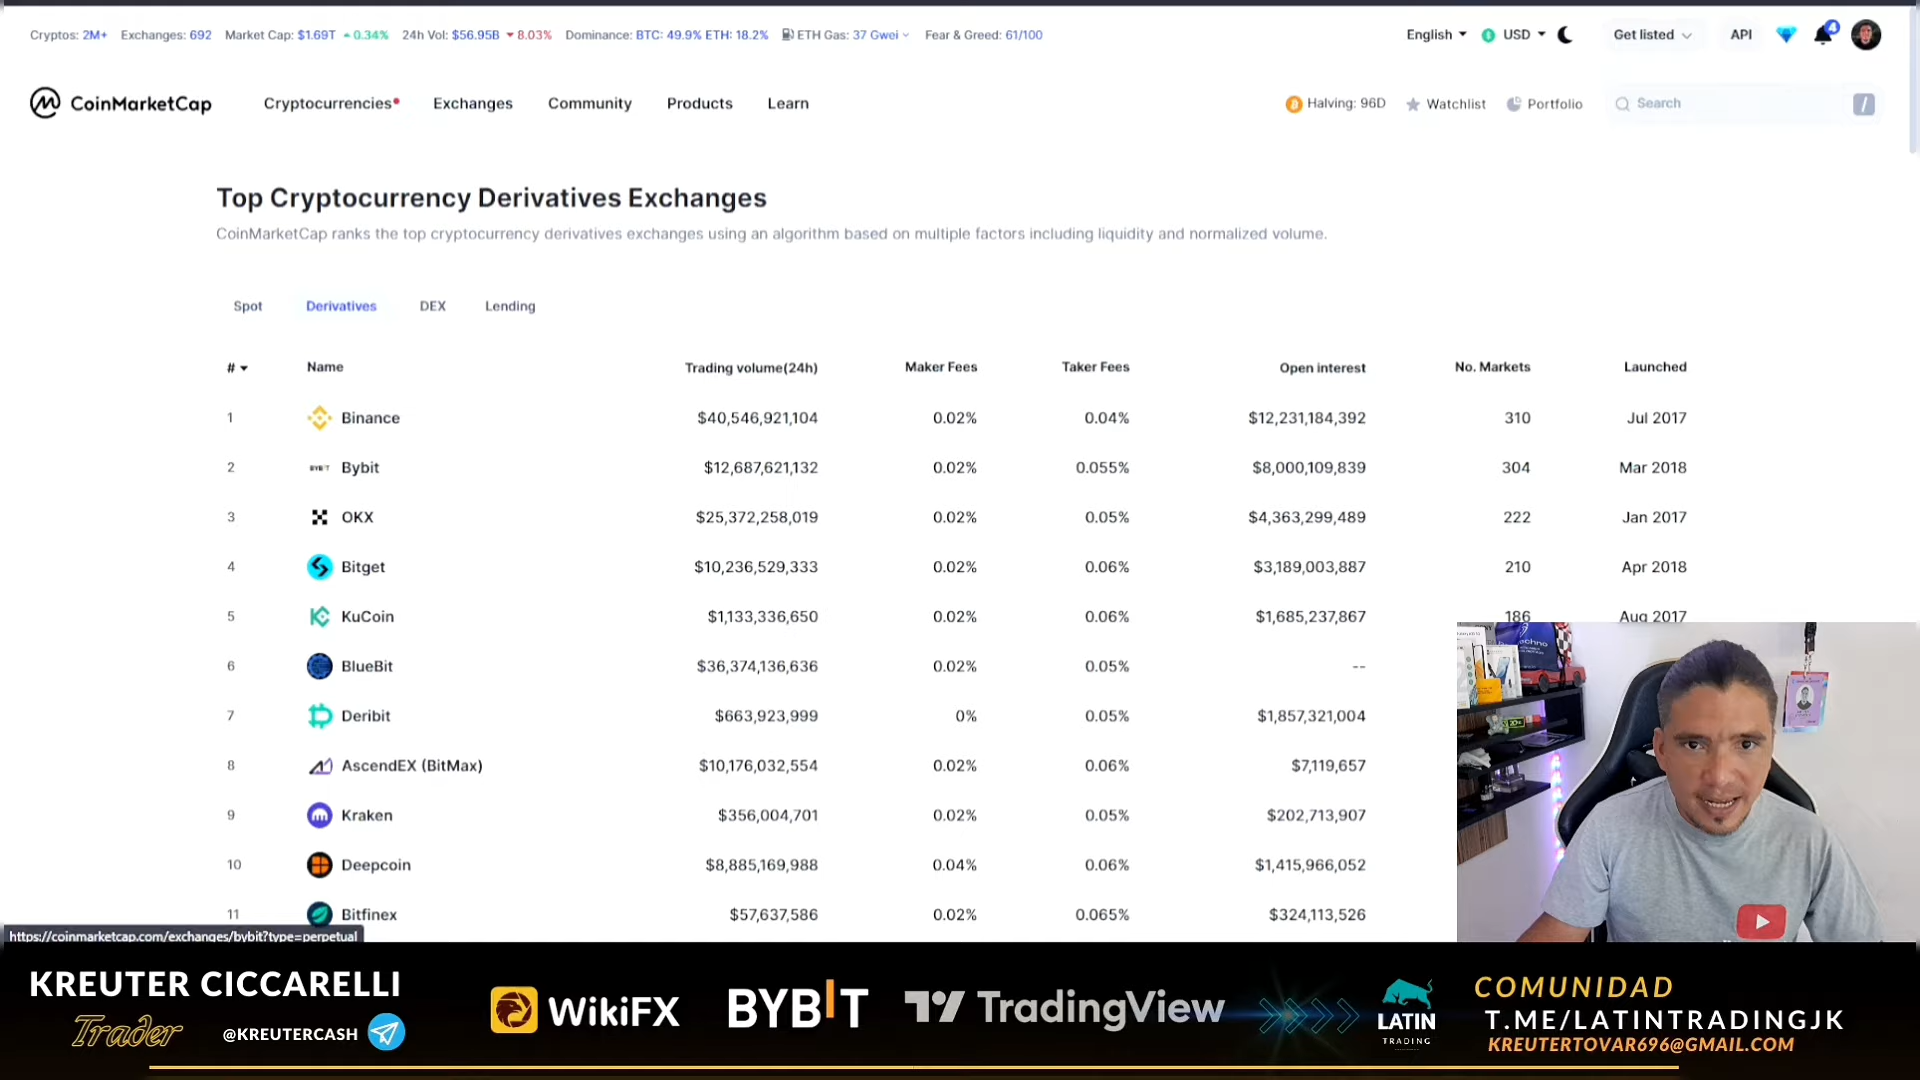 Cryptos: 2M+ Exchanges: 692 Market Cap: $1.69T 0.34% 24h Vol: $56.95B 8.03% Dominance: BTC: 49.9% ETH: 18.2% ETH Gas: 37 Gwei Fear & Greed: 61/100 English USD Get listed API 4
CoinMarketCap Cryptocurrencies Exchanges Community Products Learn Halving: 96D Watchlist Portfolio Search /
Top Cryptocurrency Derivatives Exchanges
CoinMarketCap ranks the top cryptocurrency derivatives exchanges using an algorithm based on multiple factors including liquidity and normalized volume.
Spot Derivatives DEX Lending
# Name Trading volume(24h) Maker Fees Taker Fees Open interest No. Markets Launched
1 Binance $40,546,921,104 0.02% 0.04% $12,231,184,392 310 Jul 2017
2 Bybit $12,687,621,132 0.02% 0.055% $8,000,109,839 304 Mar 2018
3 OKX $25,372,258,019 0.02% 0.05% $4,363,299,489 222 Jan 2017
4 Bitget $10,236,529,333 0.02% 0.06% $3,189,003,887 210 Apr 2018
5 KuCoin $1,133,336,650 0.02% 0.06% $1,685,237,867 186 Aug 2017
6 BlueBit $36,374,136,636 0.02% 0.05% --
7 Deribit $663,923,999 0% 0.05% $1,857,321,004
8 AscendEX (BitMax) $10,176,032,554 0.02% 0.06% $7,119,657
9 Kraken $356,004,701 0.02% 0.05% $202,713,907
10 Deepcoin $8,885,169,988 0.04% 0.06% $1,415,966,052
11 Bitfinex $57,637,586 0.02% 0.065% $324,113,526
https://coinmarketcap.com/exchanges/bybit?type=perpetual
KREUTER CICCARELLI
Trader @KREUTERCASH
WikiFX BYBIT TradingView
LATIN
TRADING
COMUNIDAD
T.ME/LATINTRADINGJK
KREUTERTOVAR696@GMAIL.COM